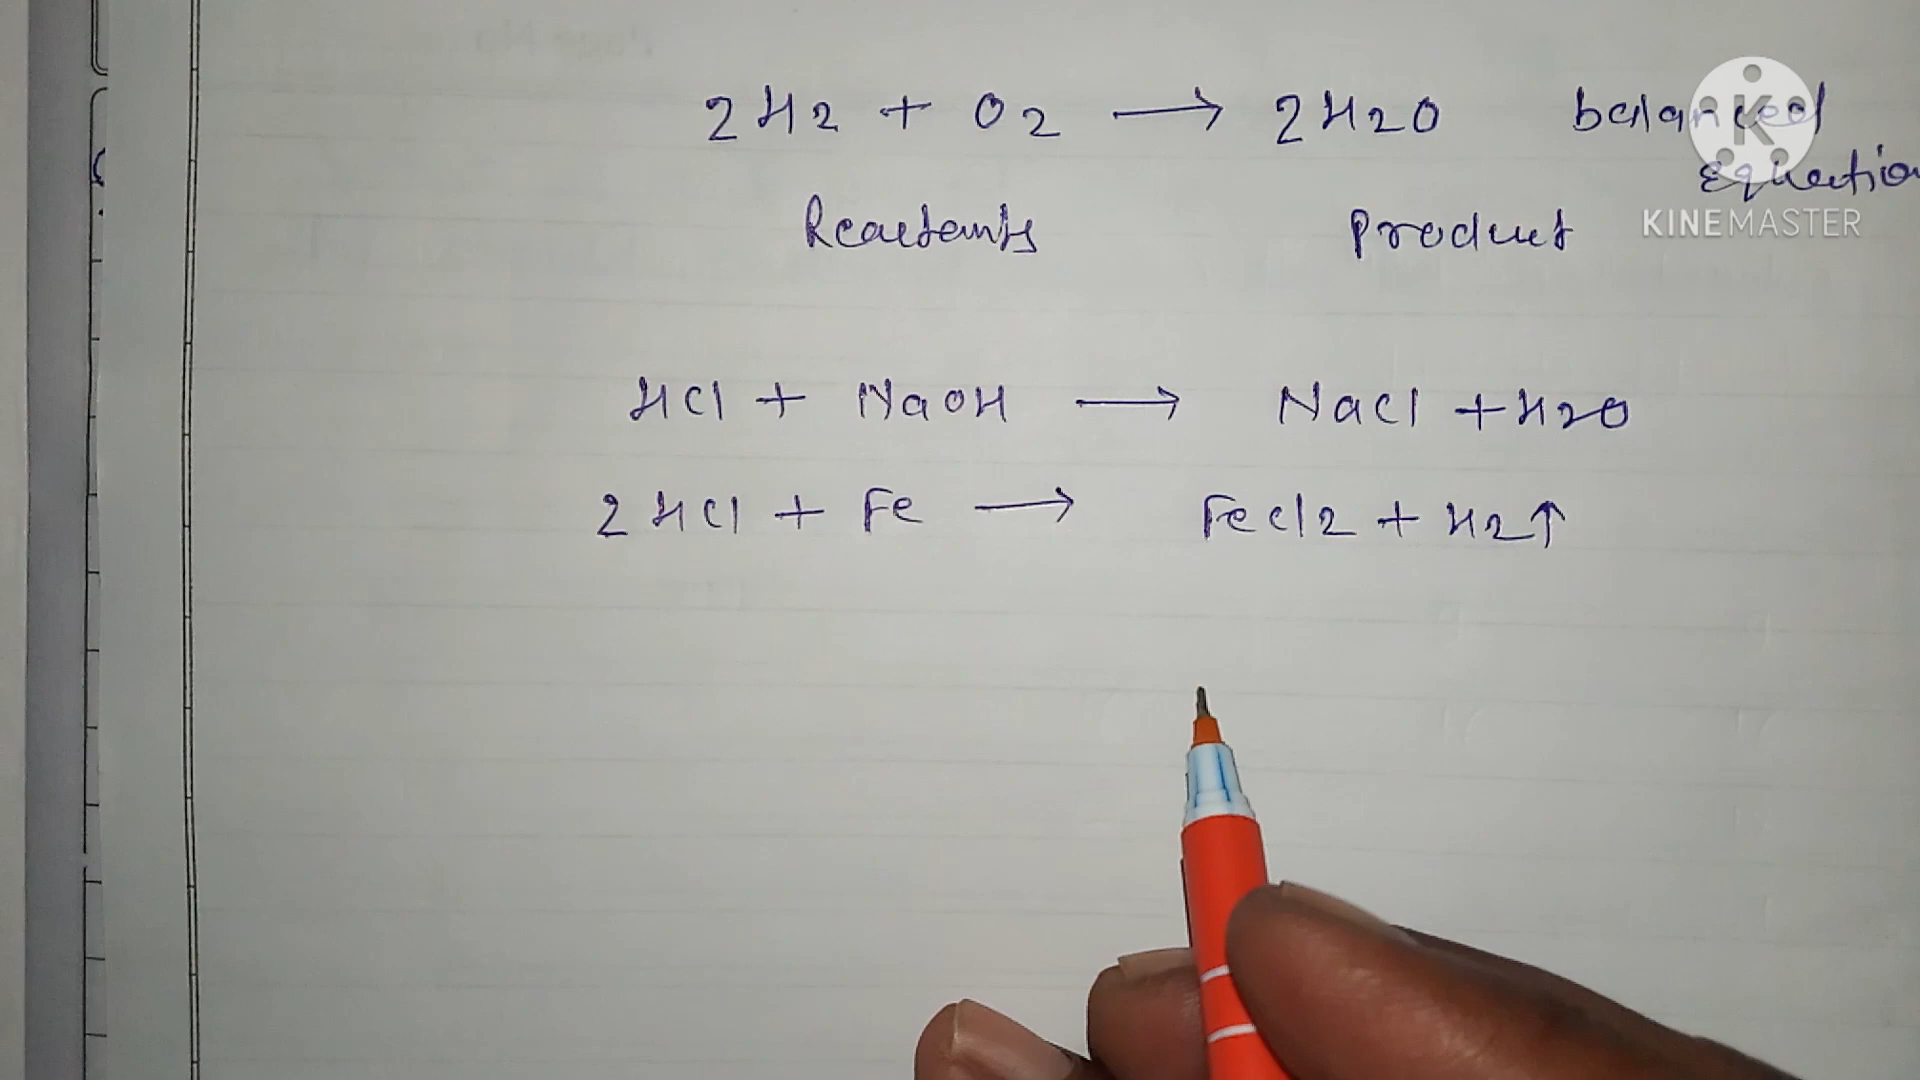 2H2 + O2 → 2H2O balanced
equation
Reactants Product
KINEMASTER
HCl + NaOH → NaCl + H2O
2HCl + Fe → FeCl2 + H2↑